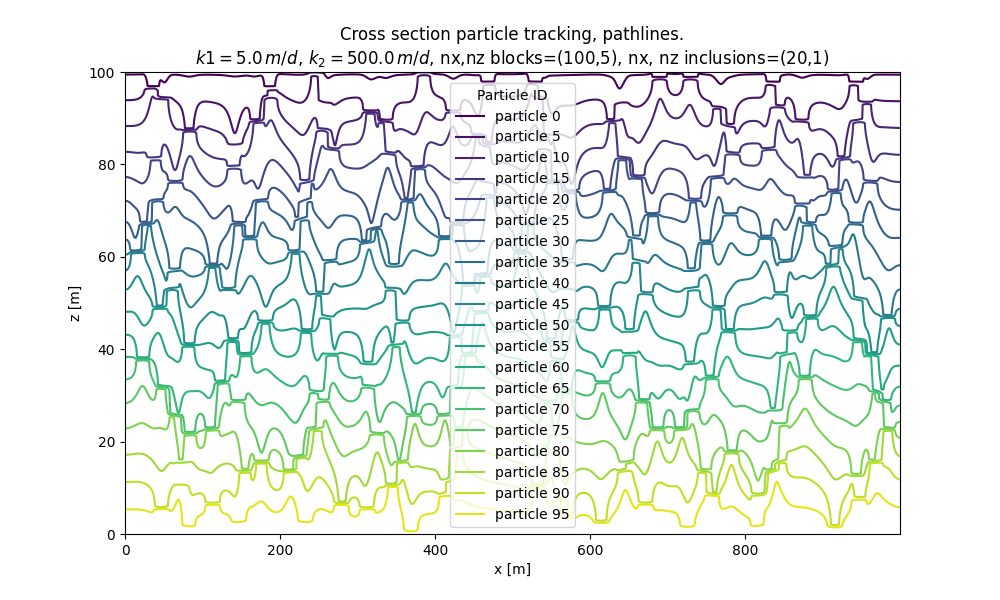 Cross section particle tracking, pathlines.
k1 = 5.0 m/d, k₂ = 500.0 m/d, nx,nz blocks=(100,5), nx, nz inclusions=(20,1)
100
80
60
40
20
0
z [m]
Particle ID
particle 0
particle 5
particle 10
particle 15
particle 20
particle 25
particle 30
particle 35
particle 40
particle 45
particle 50
particle 55
particle 60
particle 65
particle 70
particle 75
particle 80
particle 85
particle 90
particle 95
0 200 400 600 800
x [m]